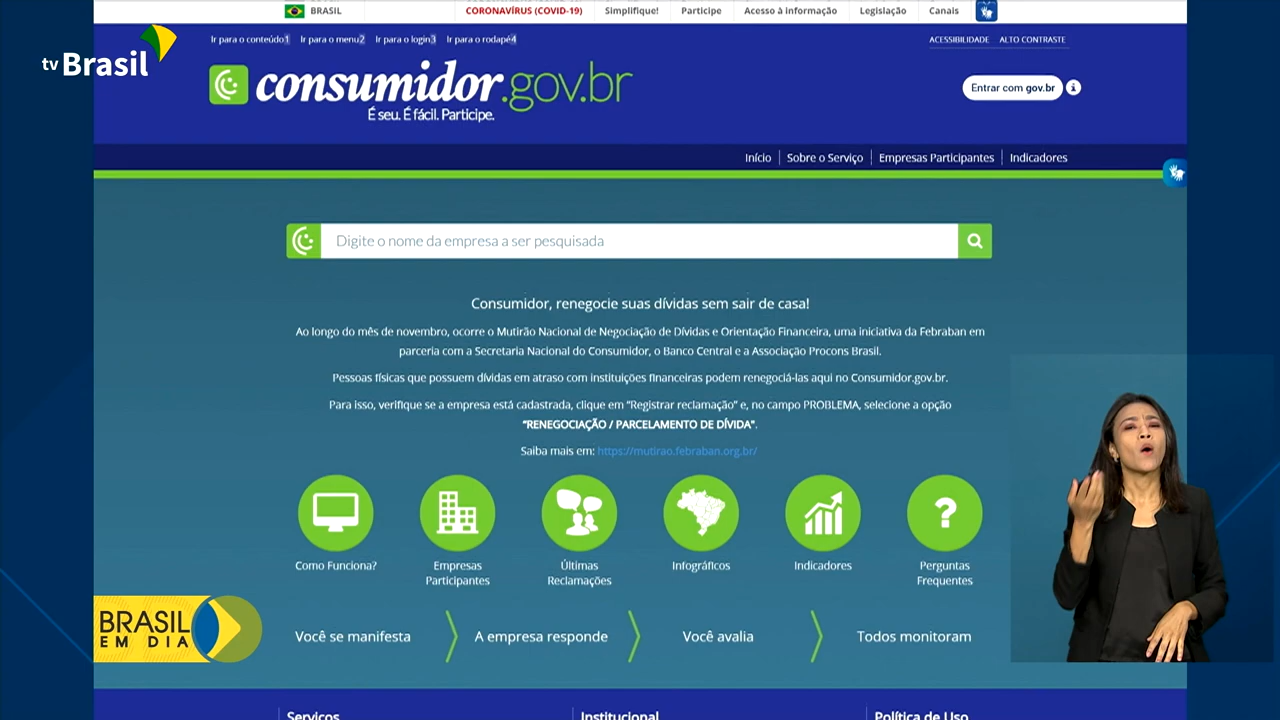 BRASIL
CORONAVÍRUS (COVID-19)
Simplifique!
Participe
Acesso à informação
Legislação
Canais
tv Brasil
Ir para o conteúdo1
Ir para o menu2
Ir para o login3
Ir para o rodapé4
ACESSIBILIDADE
ALTO CONTRASTE
consumidor.gov.br
É seu. É fácil. Participe.
Entrar com gov.br
i
Início
Sobre o Serviço
Empresas Participantes
Indicadores
Digite o nome da empresa a ser pesquisada
Consumidor, renegocie suas dívidas sem sair de casa!
Ao longo do mês de novembro, ocorre o Mutirão Nacional de Negociação de Dívidas e Orientação Financeira, uma iniciativa da Febraban em
parceria com a Secretaria Nacional do Consumidor, o Banco Central e a Associação Procons Brasil.
Pessoas físicas que possuem dívidas em atraso com instituições financeiras podem renegociá-las aqui no Consumidor.gov.br.
Para isso, verifique se a empresa está cadastrada, clique em “Registrar reclamação” e, no campo PROBLEMA, selecione a opção
“RENEGOCIAÇÃO / PARCELAMENTO DE DÍVIDA”.
Saiba mais em: https://mutirao.febraban.org.br/
?
Como Funciona?
Empresas
Participantes
Últimas
Reclamações
Infográficos
Indicadores
Perguntas
Frequentes
BRASIL
EM DIA
Você se manifesta
A empresa responde
Você avalia
Todos monitoram
Serviços
Institucional
Política de Uso